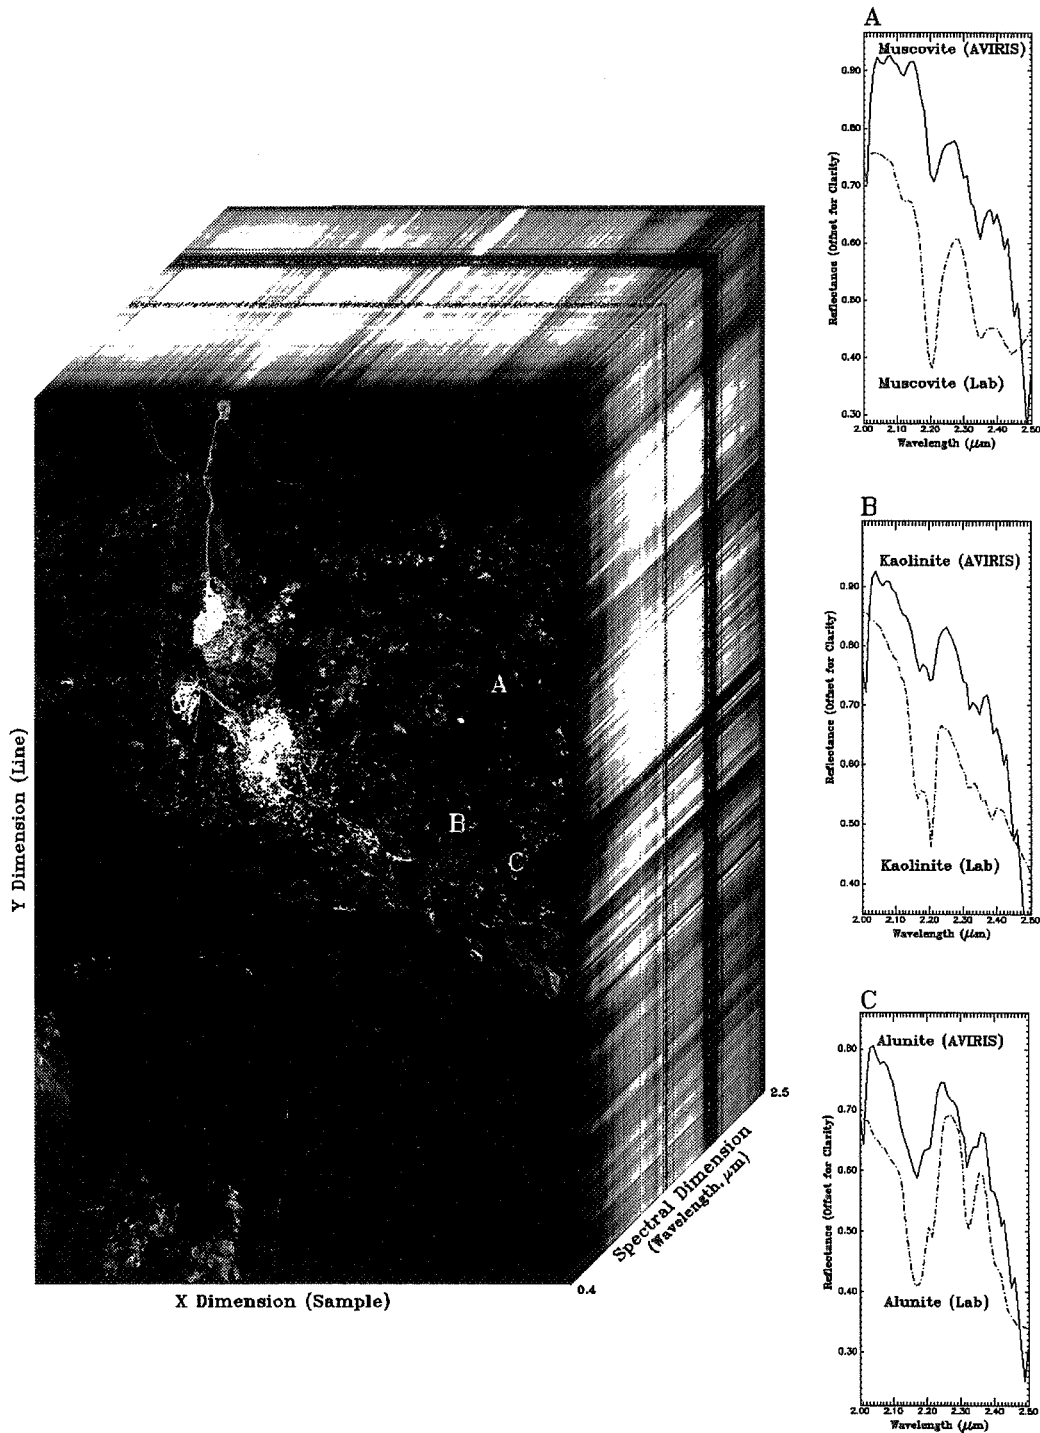 A
Muscovite (AVIRIS)
0.90
0.80
0.70
0.60
0.50
0.40
0.30
Reflectance (Offset for Clarity)
Muscovite (Lab)
2.00 2.10 2.20 2.30 2.40 2.50
Wavelength (μm)
B
Kaolinite (AVIRIS)
0.90
0.80
0.70
0.60
0.50
0.40
Reflectance (Offset for Clarity)
Kaolinite (Lab)
2.00 2.10 2.20 2.30 2.40 2.50
Wavelength (μm)
C
Alunite (AVIRIS)
0.80
0.70
0.60
0.50
0.40
0.30
Reflectance (Offset for Clarity)
Alunite (Lab)
2.00 2.10 2.20 2.30 2.40 2.50
Wavelength (μm)
A
B
C
Y Dimension (Line)
X Dimension (Sample)
0.4
Spectral Dimension
(Wavelength, μm)
2.5